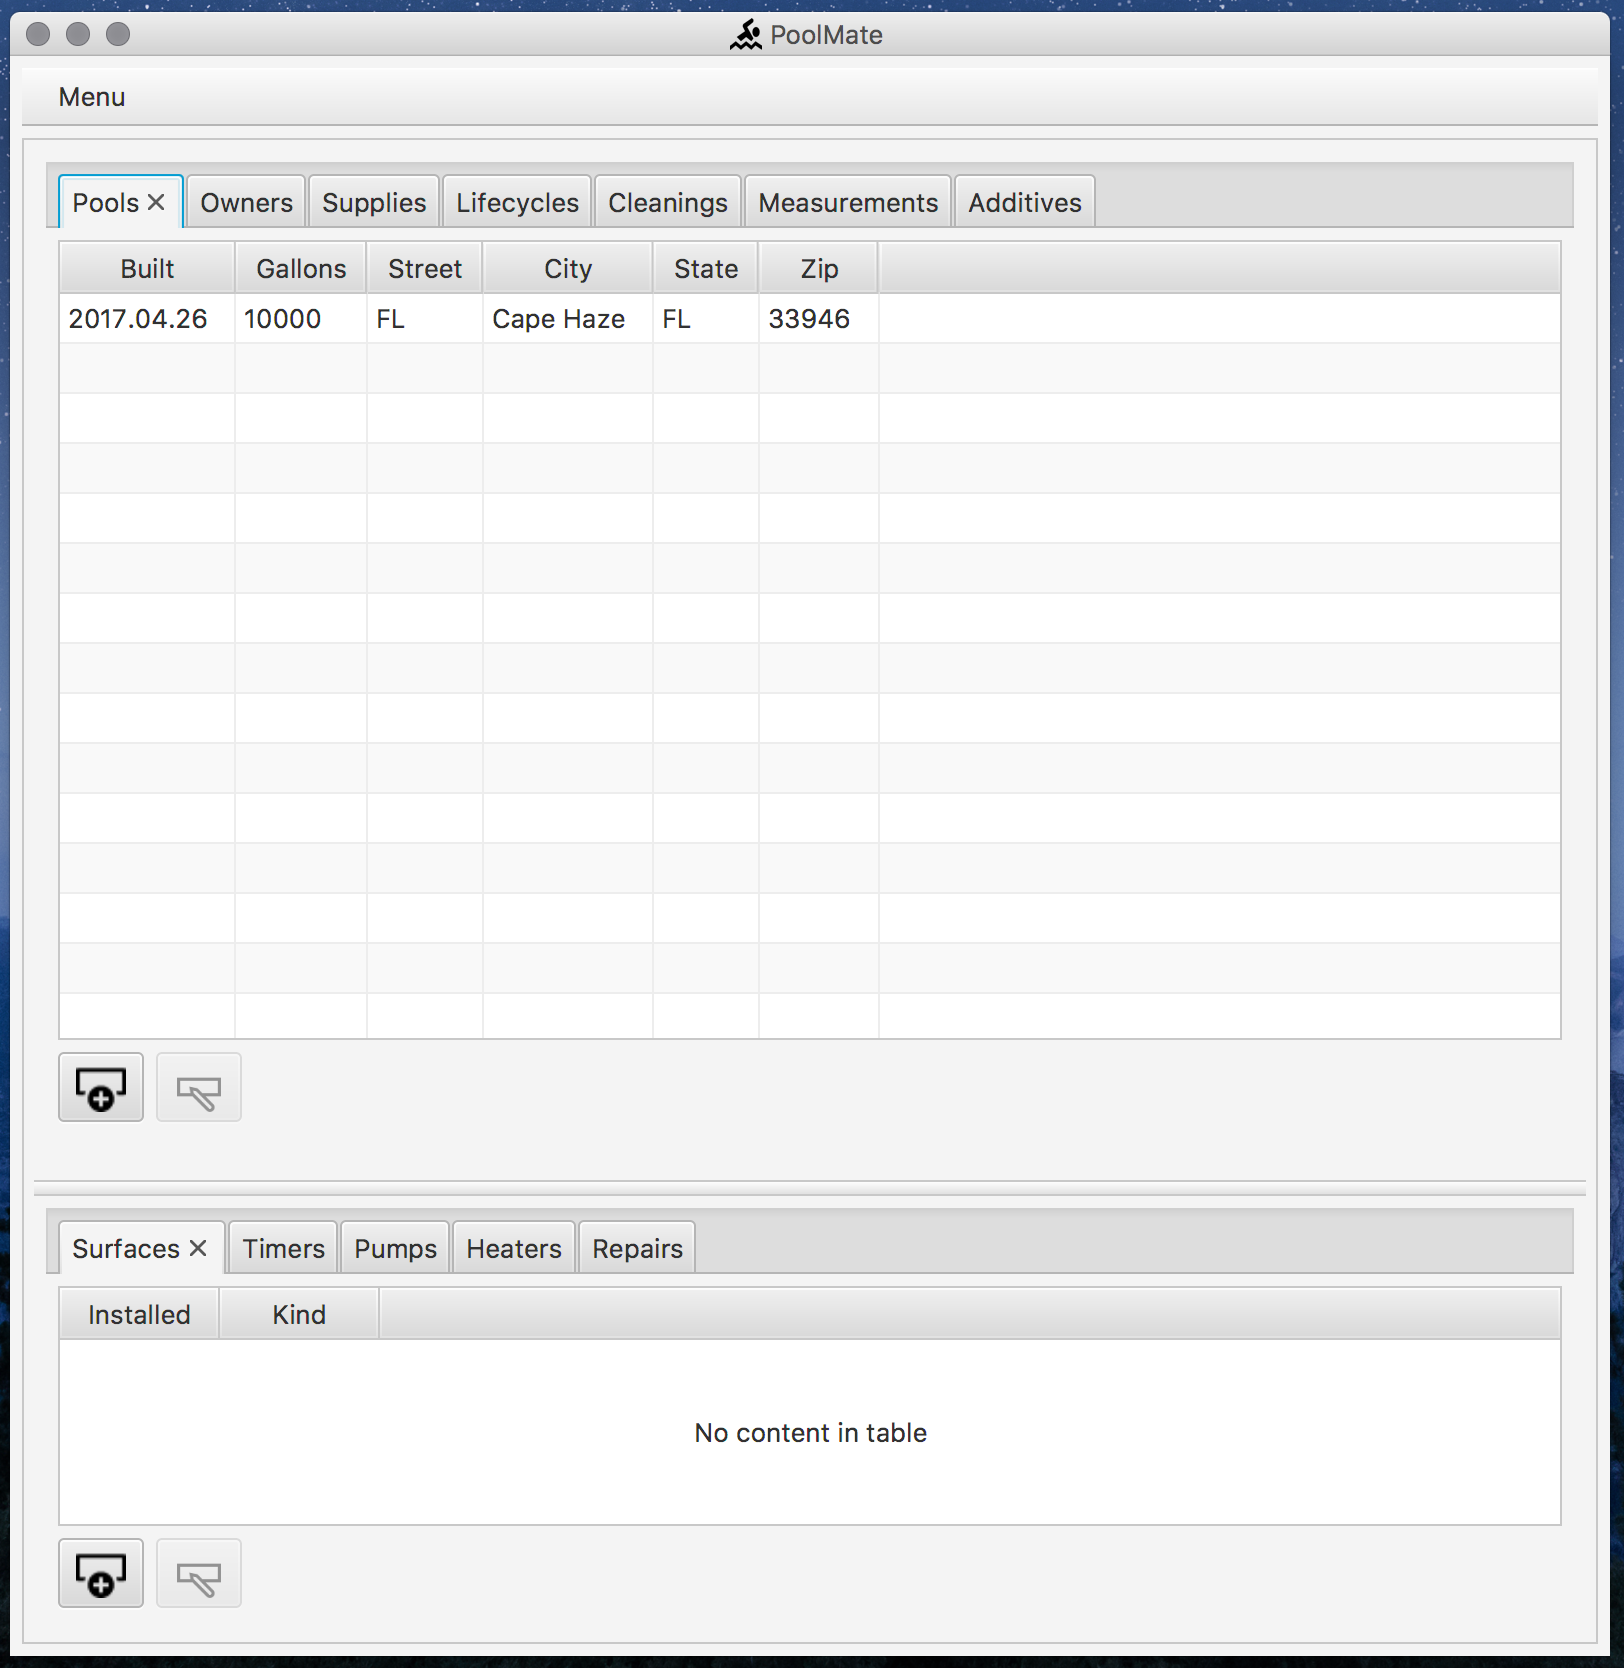 PoolMate
Menu
Pools Owners Supplies Lifecycles Cleanings Measurements Additives
Built Gallons Street City State Zip
2017.04.26 10000 FL Cape Haze FL 33946
Surfaces Timers Pumps Heaters Repairs
Installed Kind
No content in table